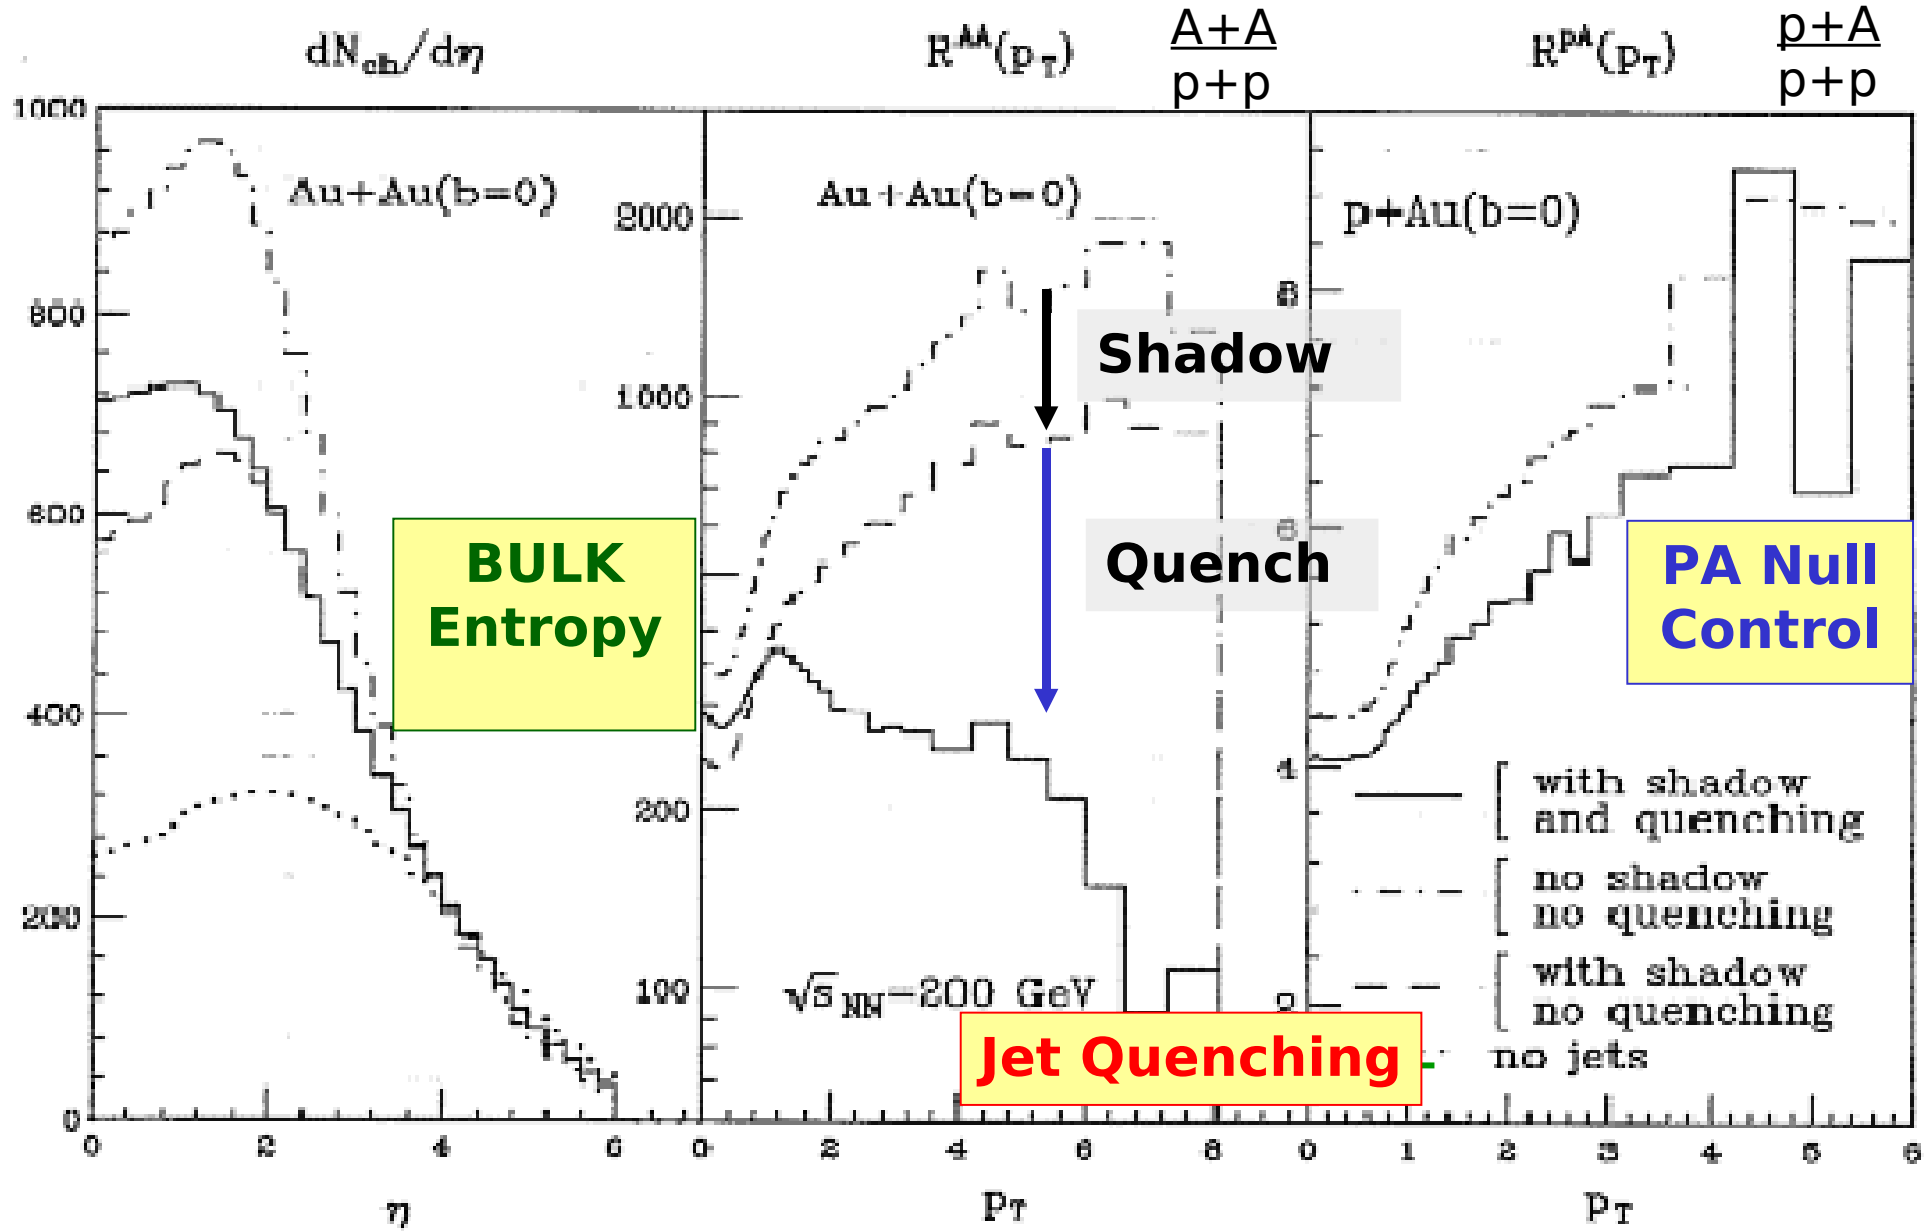 dN_ch/dη
R^AA(p_T)
A+A
p+p
R^pA(p_T)
p+A
p+p
1000
800
600
400
200
0
Au+Au(b=0)
BULK
Entropy
0 2 4 6
η
2000
1000
200
100
Au+Au(b=0)
Shadow
Quench
√s_NN=200 GeV
Jet Quenching
0 2 4 6 8
p_T
8
6
4
2
p+Au(b=0)
PA Null
Control
with shadow
and quenching
no shadow
no quenching
with shadow
no quenching
no jets
0 1 2 3 4 5 6
p_T